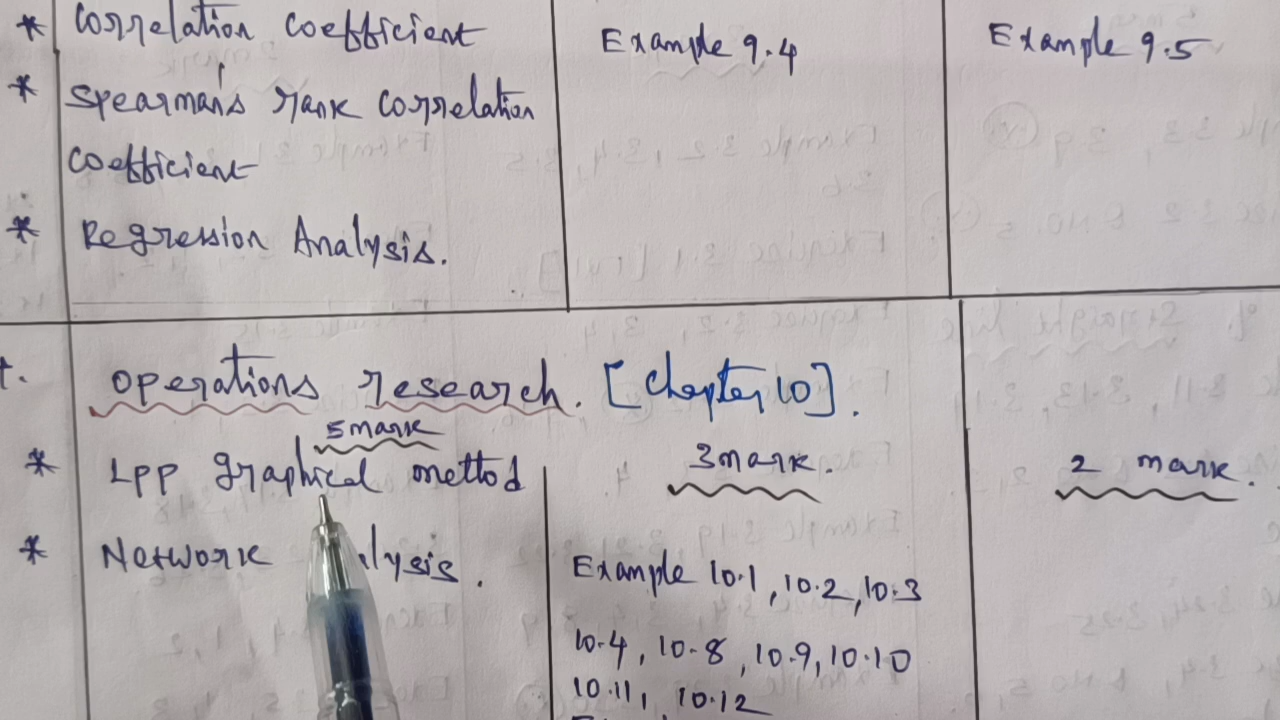 * Correlation coefficient
Example 9.4
Example 9.5
* Spearman's rank correlation
coefficient
* Regression Analysis.
operations research. [Chapter 10].
5 mark
* Lpp graphical method
3 mark.
2 mark.
* Network lysis.
Example 10.1, 10.2, 10.3
10.4, 10.8, 10.9, 10.10
10.11, 10.12